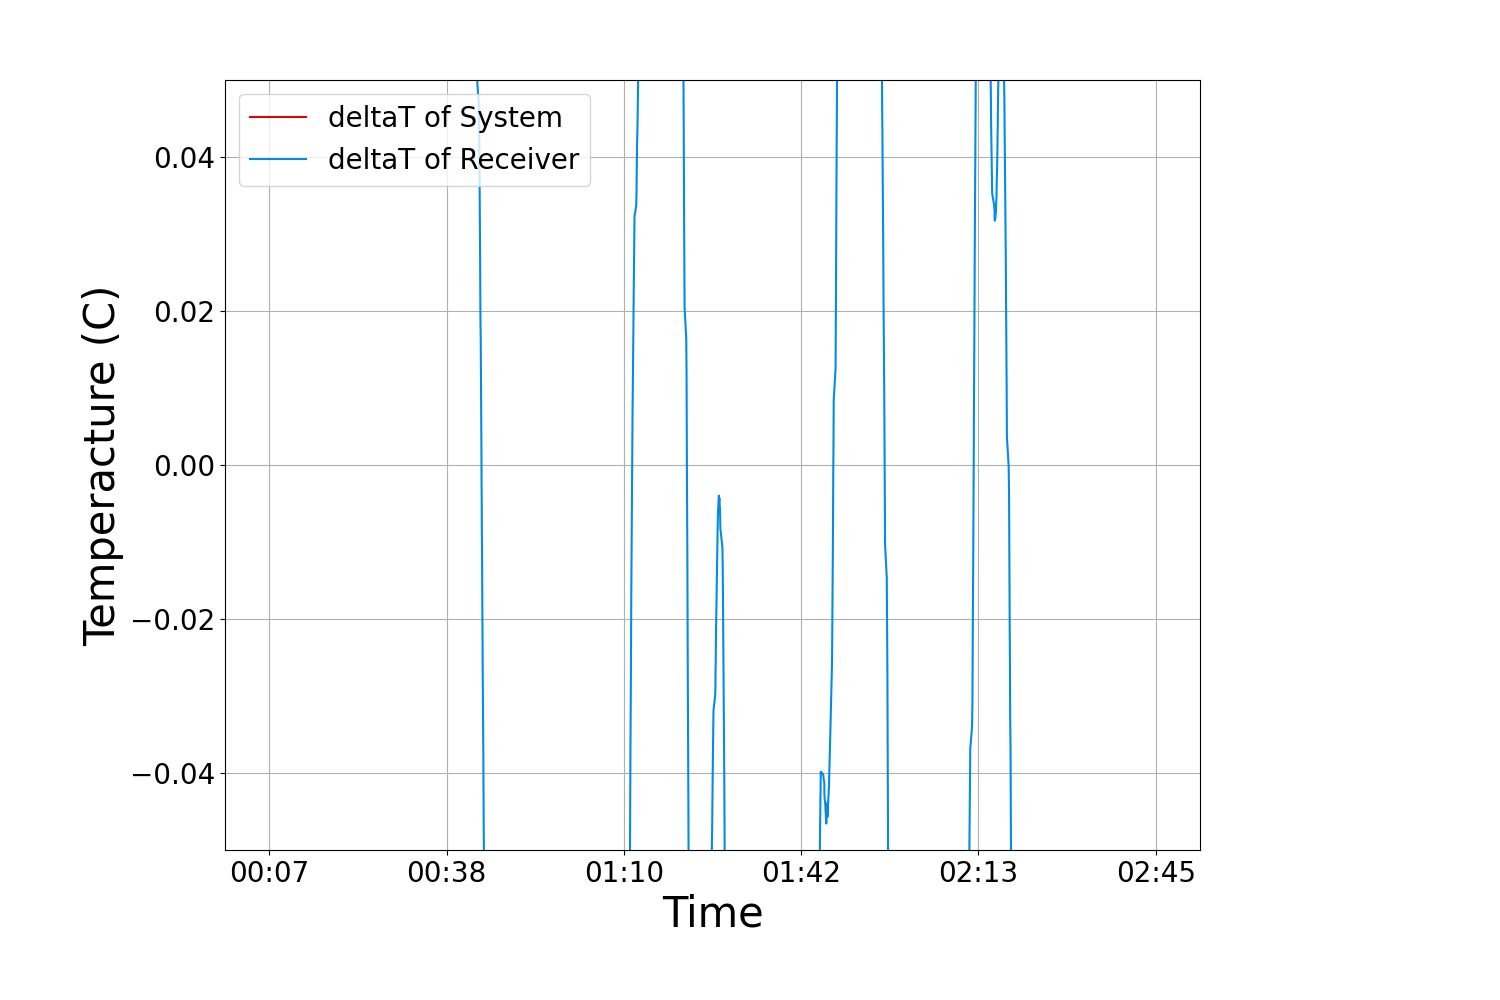 deltaT of System
deltaT of Receiver
0.04
0.02
0.00
−0.02
−0.04
Temperacture (C)
00:07 00:38 01:10 01:42 02:13 02:45
Time